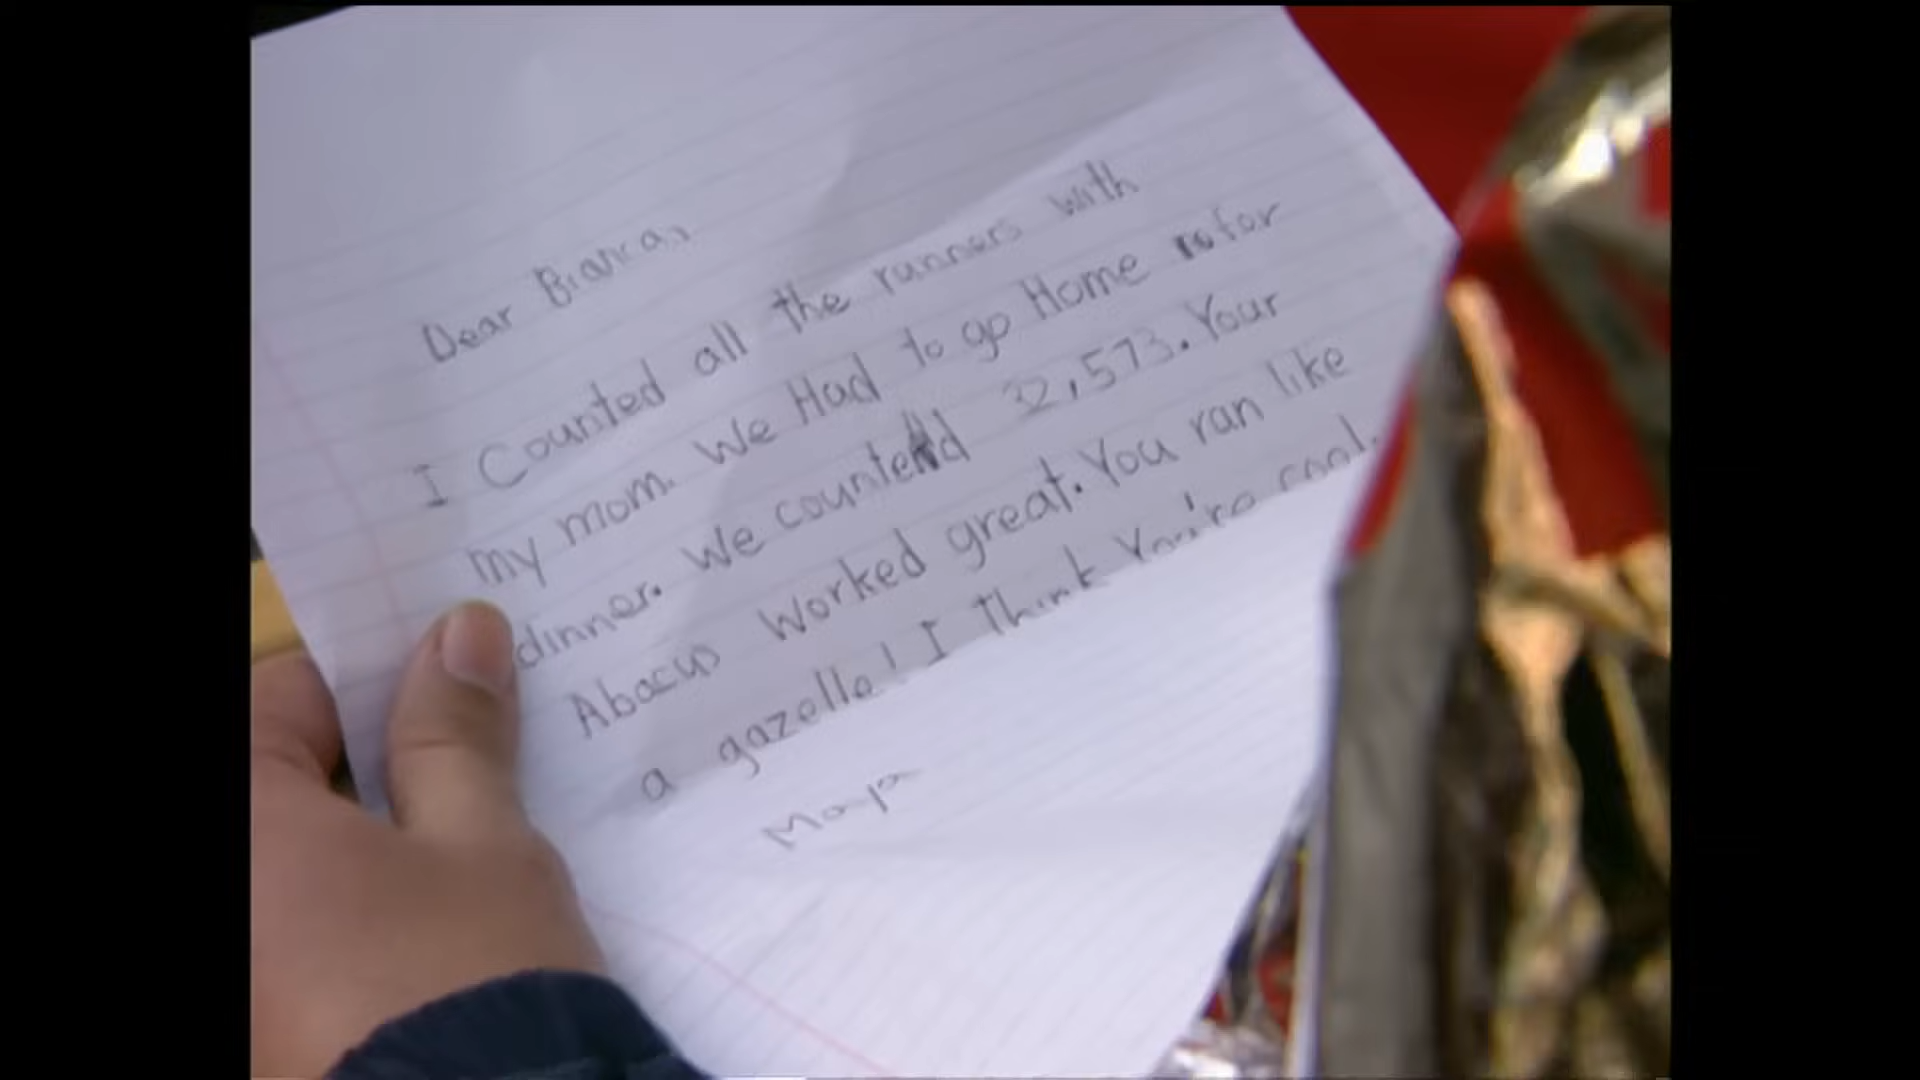 Dear Bianca,
I Counted all the runners with
my mom. We Had to go Home for
dinner. We counted 32,573. Your
Abacus Worked great. You ran like
a gazelle! I Think You're cool.
Maya